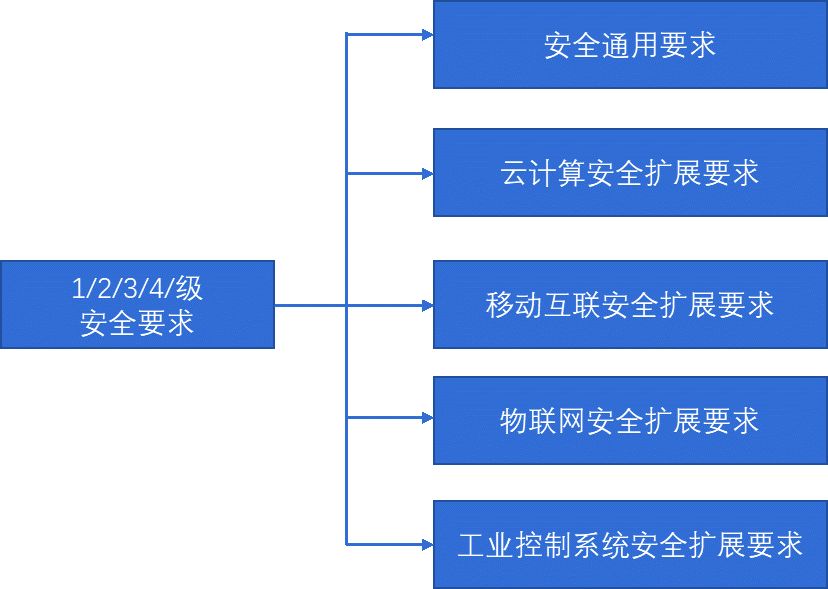 安全通用要求
云计算安全扩展要求
1/2/3/4/级
安全要求
移动互联安全扩展要求
物联网安全扩展要求
工业控制系统安全扩展要求